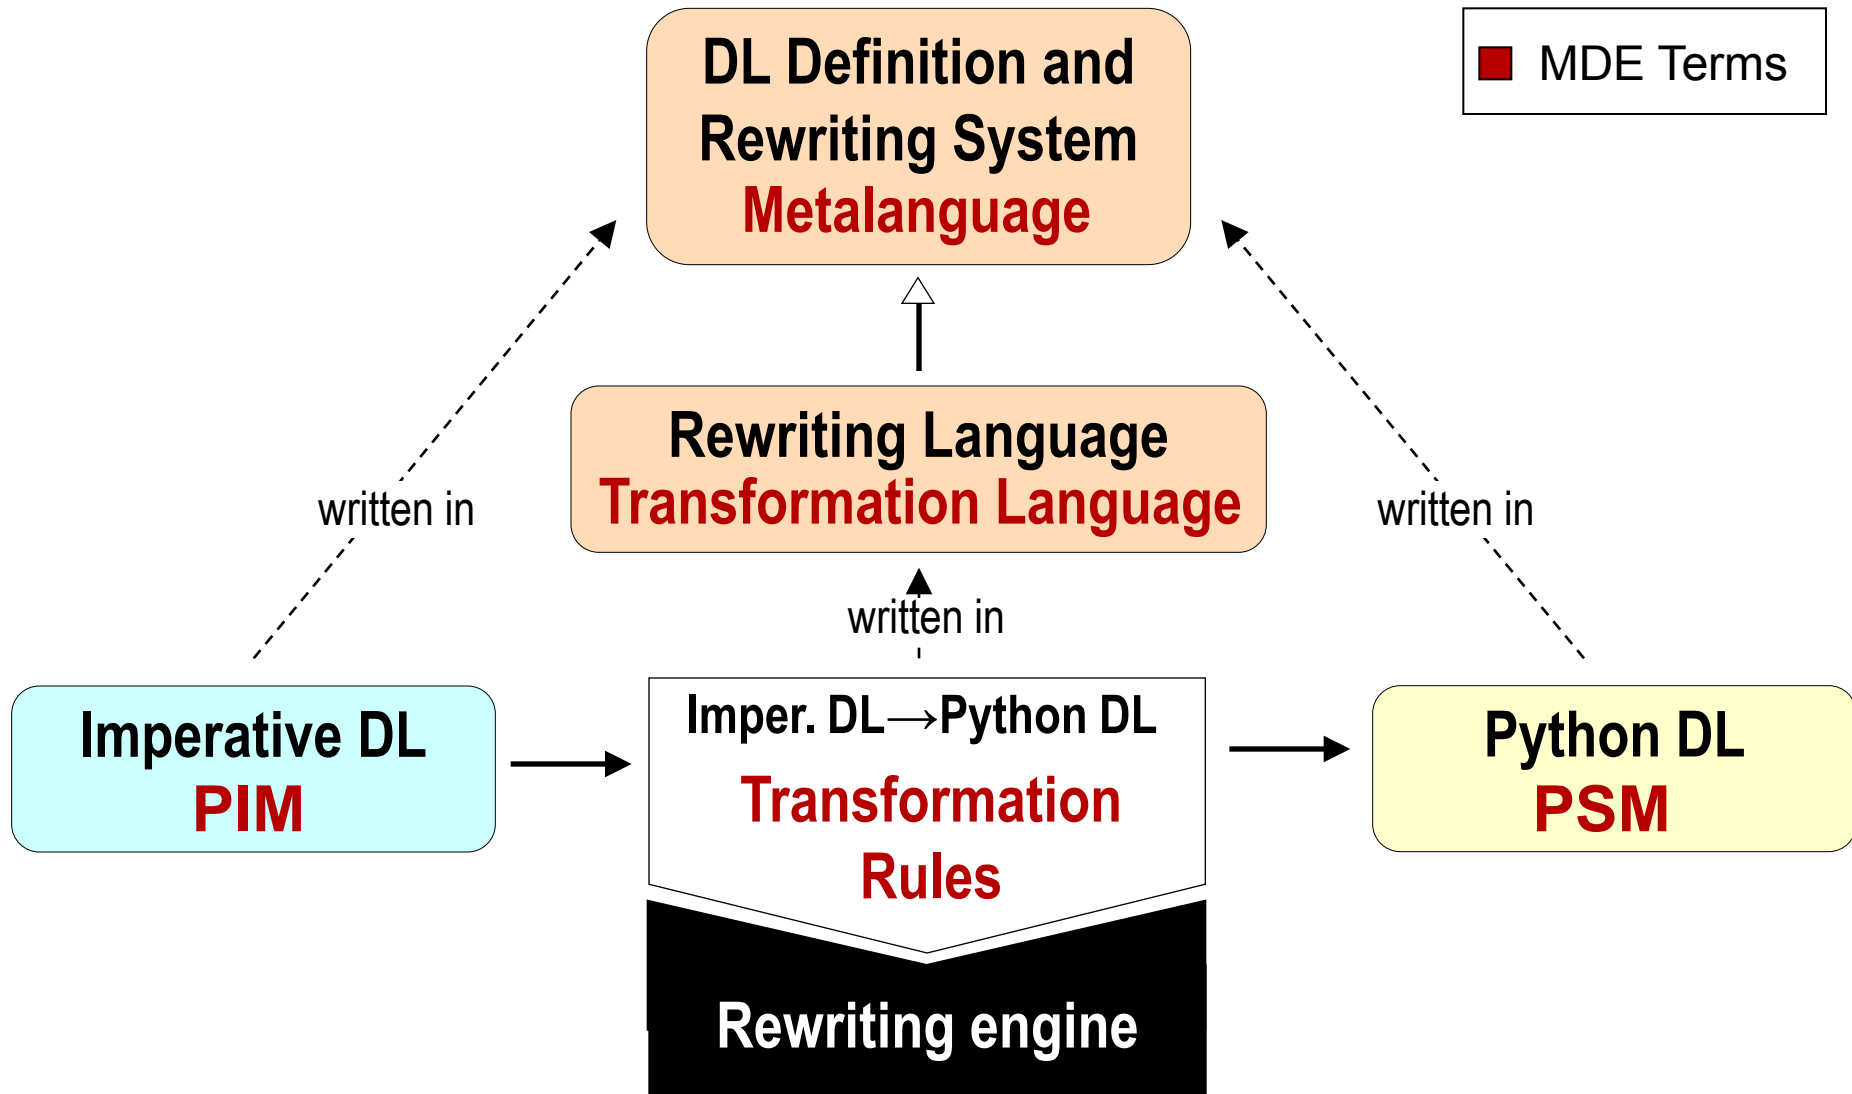 DL Definition and
Rewriting System
Metalanguage
MDE Terms
Rewriting Language
Transformation Language
written in
written in
written in
Imperative DL
PIM
Imper. DL→Python DL
Transformation
Rules
Python DL
PSM
Rewriting engine